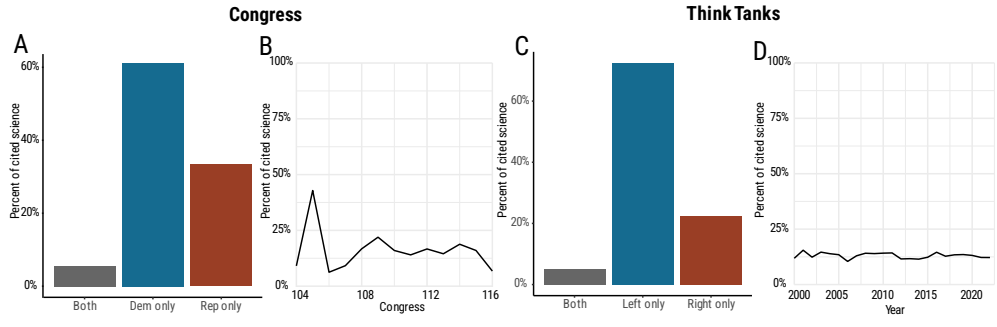 Congress
Think Tanks
A
Percent of cited science
60%
40%
20%
0%
Both
Dem only
Rep only
B
Percent of cited science
100%
75%
50%
25%
0%
104
108
112
116
Congress
C
Percent of cited science
60%
40%
20%
0%
Both
Left only
Right only
D
Percent of cited science
100%
75%
50%
25%
0%
2000
2005
2010
2015
2020
Year